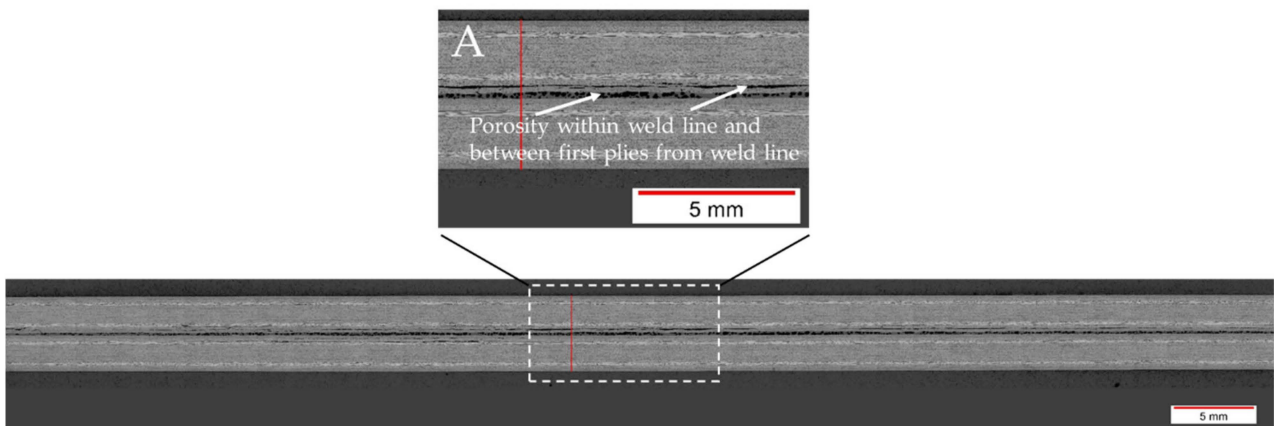 A
Porosity within weld line and
between first plies from weld line
5 mm
5 mm